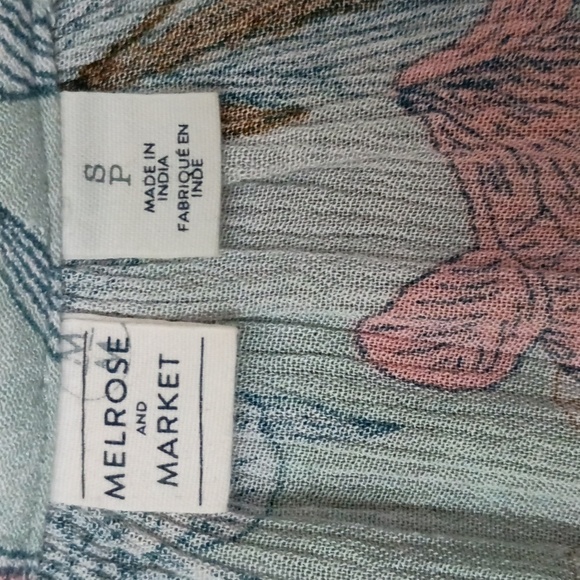 S
P
MADE IN
INDIA
FABRIQUÉ EN
INDE
MELROSE
AND
MARKET